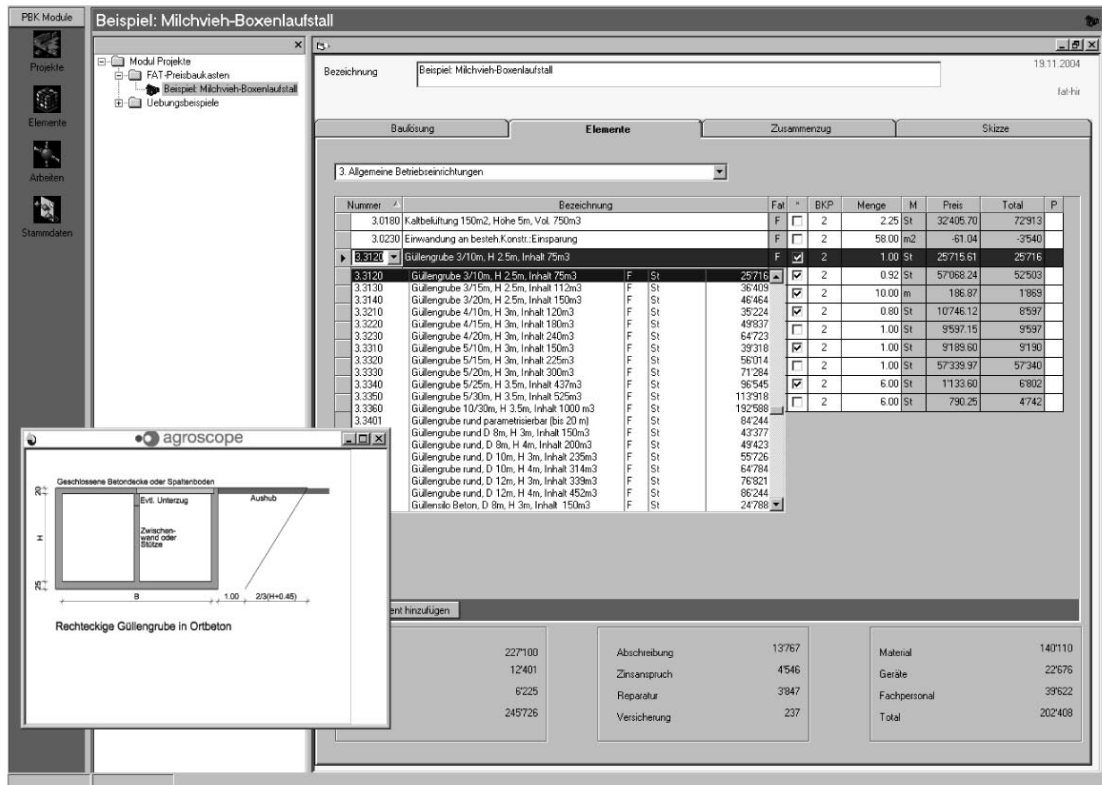 PBK Module
Beispiel: Milchvieh-Boxenlaufstall
Projekte
Elemente
Arbeiten
Stammdaten
Modul Projekte
FAT-Preisbaukasten
Beispiel: Milchvieh-Boxenlaufstall
Uebungsbeispiele
Bezeichnung Beispiel: Milchvieh-Boxenlaufstall 19.11.2004
fat-hir
Baulösung Elemente Zusammenzug Skizze
3. Allgemeine Betriebseinrichtungen
Nummer Bezeichnung Fat * BKP Menge M Preis Total P
3.0180 Kaltbelüftung 150m2, Höhe 5m, Vol. 750m3 F 2 2.25 St 32'405.70 72'913
3.0230 Einwandung an besteh.Konstr.:Einsparung F 2 58.00 m2 -61.04 -3'540
3.3120 Güllengrube 3/10m, H 2.5m, Inhalt 75m3 F 2 1.00 St 25'715.61 25'716
3.3120 Güllengrube 3/10m, H 2.5m, Inhalt 75m3 F St 25'716
3.3130 Güllengrube 3/15m, H 2.5m, Inhalt 112m3 F St 36'409
3.3140 Güllengrube 3/20m, H 2.5m, Inhalt 150m3 F St 46'464
3.3210 Güllengrube 4/10m, H 3m, Inhalt 120m3 F St 35'224
3.3220 Güllengrube 4/15m, H 3m, Inhalt 180m3 F St 49'837
3.3230 Güllengrube 4/20m, H 3m, Inhalt 240m3 F St 64'723
3.3310 Güllengrube 5/10m, H 3m, Inhalt 150m3 F St 39'318
3.3320 Güllengrube 5/15m, H 3m, Inhalt 225m3 F St 56'014
3.3330 Güllengrube 5/20m, H 3m, Inhalt 300m3 F St 71'284
3.3340 Güllengrube 5/25m, H 3.5m, Inhalt 437m3 F St 96'545
3.3350 Güllengrube 5/30m, H 3.5m, Inhalt 525m3 F St 113'918
3.3360 Güllengrube 10/30m, H 3.5m, Inhalt 1000 m3 F St 192'588
3.3401 Güllengrube rund parametrisierbar (bis 20 m) F St 84'244
Güllengrube rund D 8m, H 3m, Inhalt 150m3 F St 43'377
Güllengrube rund, D 8m, H 4m, Inhalt 200m3 F St 49'423
Güllengrube rund, D 10m, H 3m, Inhalt 235m3 F St 55'726
Güllengrube rund, D 10m, H 4m, Inhalt 314m3 F St 64'784
Güllengrube rund, D 12m, H 3m, Inhalt 339m3 F St 76'821
Güllengrube rund, D 12m, H 4m, Inhalt 452m3 F St 86'244
Güllensilo Beton, D 8m, H 3m, Inhalt 150m3 F St 24'788
2 0.92 St 57'068.24 52'503
2 10.00 m 186.87 1'869
2 0.80 St 10'746.12 8'597
2 1.00 St 9'597.15 9'597
2 1.00 St 9'189.60 9'190
2 1.00 St 57'339.97 57'340
2 6.00 St 1'133.60 6'802
2 6.00 St 790.25 4'742
agroscope
Geschlossene Betondecke oder Spaltenboden
20
Evtl. Unterzug
Aushub
H
Zwischen-
wand oder
Stütze
25
B 1.00 2/3(H+0.45)
Rechteckige Güllengrube in Ortbeton
ent hinzufügen
227'100
12'401
6'225
245'726
Abschreibung 13'767
Zinsanspruch 4'546
Reparatur 3'847
Versicherung 237
Material 140'110
Geräte 22'676
Fachpersonal 39'622
Total 202'408